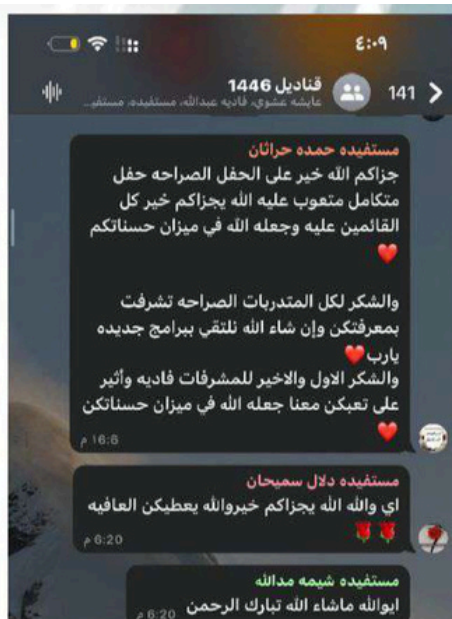 ٤:٠٩
141
قناديل 1446
عايشه عشوي، فاديه عبدالله، مستفيده، مستفي...
مستفيده حمده حراثان
جزاكم الله خير على الحفل الصراحه حفل
متكامل متعوب عليه الله يجزاكم خير كل
القائمين عليه وجعله الله في ميزان حسناتكم
❤️
والشكر لكل المتدربات الصراحه تشرفت
بمعرفتكن وإن شاء الله نلتقي ببرامج جديده
يارب❤️
والشكر الاول والاخير للمشرفات فاديه وأثير
على تعبكن معنا جعله الله في ميزان حسناتكن
❤️
مستفيده دلال سميحان
اي والله الله يجزاكم خيروالله يعطيكن العافيه
🌹🌹
6:20 م
مستفيده شيمه مدالله
ايوالله ماشاء الله تبارك الرحمن
6:20 م